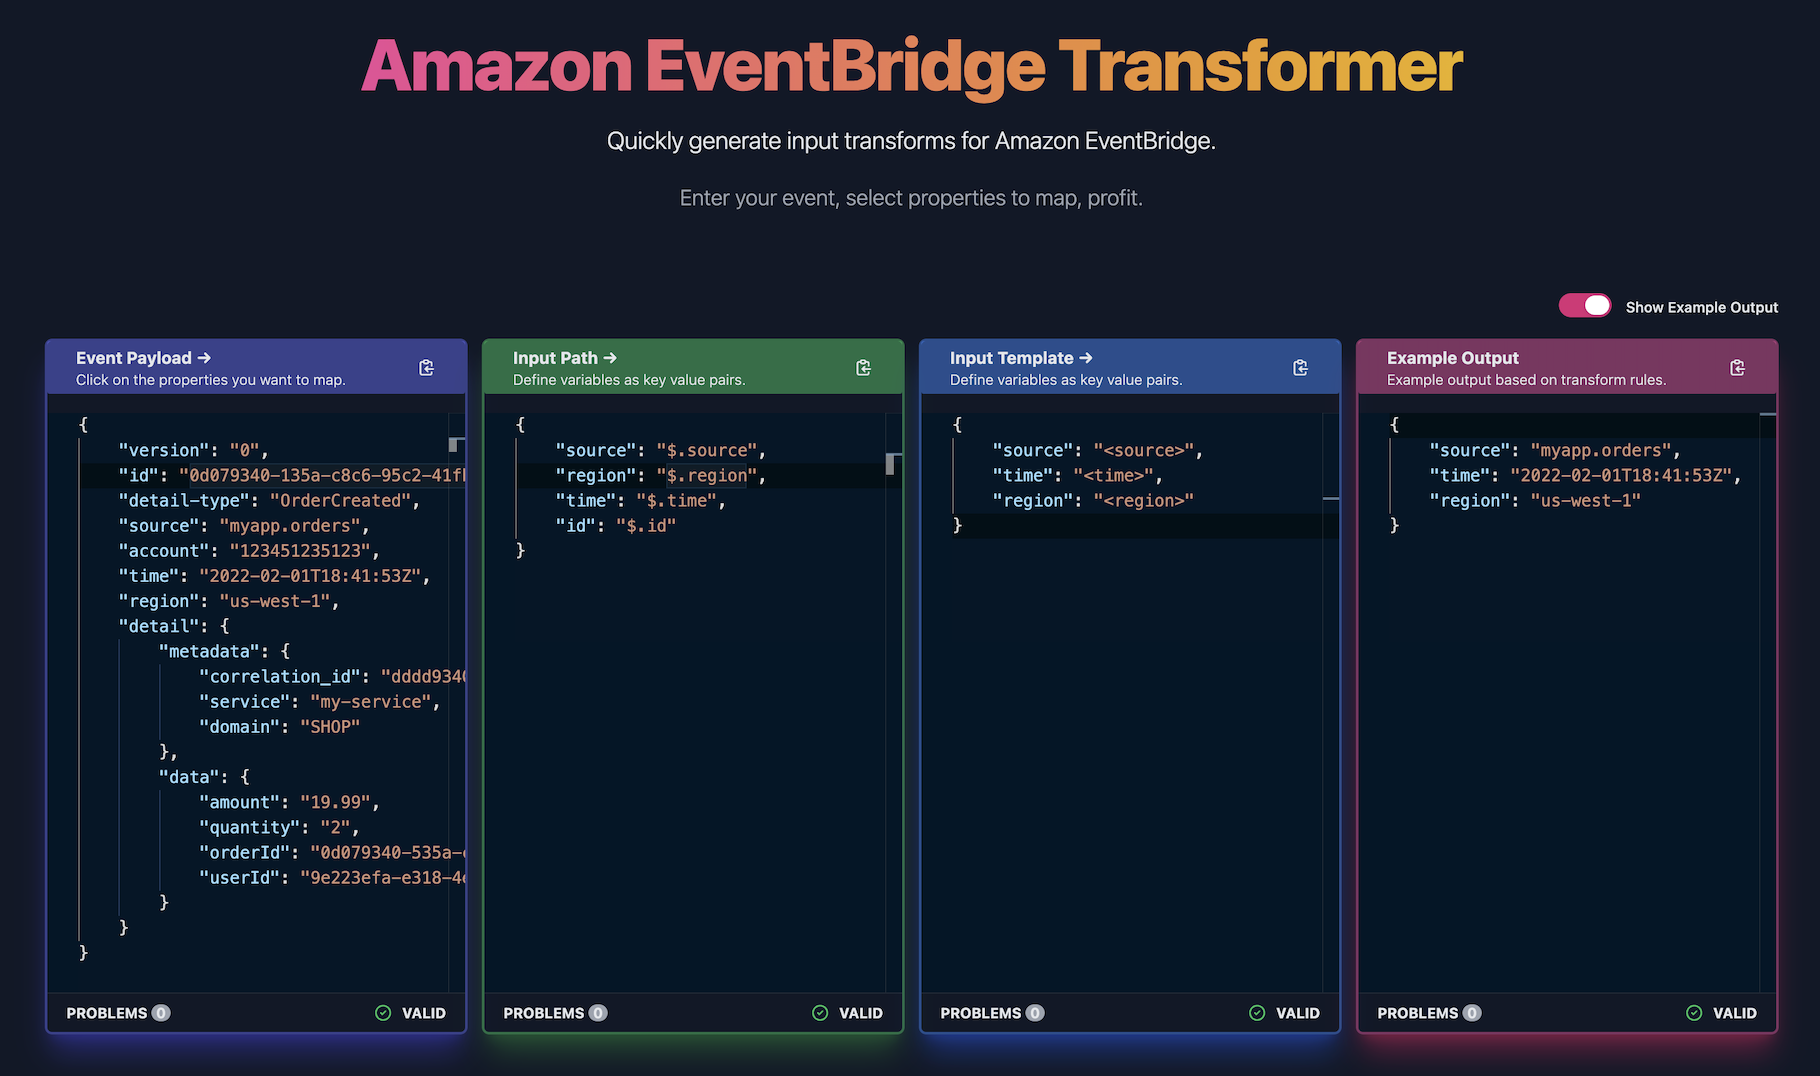 Amazon EventBridge Transformer
Quickly generate input transforms for Amazon EventBridge.
Enter your event, select properties to map, profit.
Show Example Output
Event Payload →
Click on the properties you want to map.
{
"version": "0",
"id": "0d079340-135a-c8c6-95c2-41f
"detail-type": "OrderCreated",
"source": "myapp.orders",
"account": "123451235123",
"time": "2022-02-01T18:41:53Z",
"region": "us-west-1",
"detail": {
"metadata": {
"correlation_id": "dddd934
"service": "my-service",
"domain": "SHOP"
},
"data": {
"amount": "19.99",
"quantity": "2",
"orderId": "0d079340-535a-
"userId": "9e223efa-e318-4
}
}
}
PROBLEMS 0
VALID
Input Path →
Define variables as key value pairs.
{
"source": "$.source",
"region": "$.region",
"time": "$.time",
"id": "$.id"
}
PROBLEMS 0
VALID
Input Template →
Define variables as key value pairs.
{
"source": "<source>",
"time": "<time>",
"region": "<region>"
}
PROBLEMS 0
VALID
Example Output
Example output based on transform rules.
{
"source": "myapp.orders",
"time": "2022-02-01T18:41:53Z",
"region": "us-west-1"
}
PROBLEMS 0
VALID